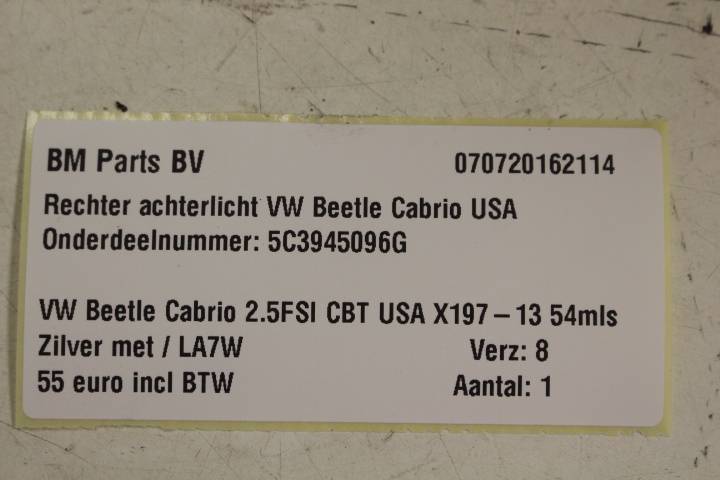 BM Parts BV 070720162114
Rechter achterlicht VW Beetle Cabrio USA
Onderdeelnummer: 5C3945096G
VW Beetle Cabrio 2.5FSI CBT USA X197-13 54mls
Zilver met / LA7W Verz: 8
55 euro incl BTW Aantal: 1